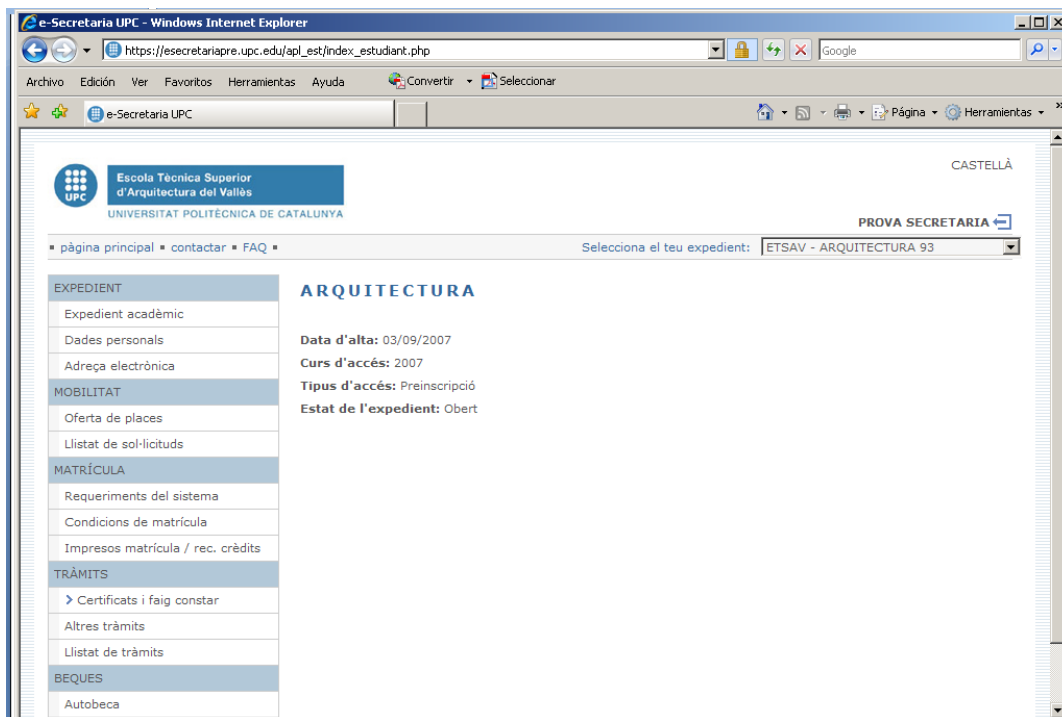 e-Secretaria UPC - Windows Internet Explorer
https://esecretariapre.upc.edu/apl_est/index_estudiant.php
Google
Archivo Edición Ver Favoritos Herramientas Ayuda Convertir Seleccionar
e-Secretaria UPC Página Herramientas
CASTELLÀ
UPC
Escola Tècnica Superior
d'Arquitectura del Vallès
UNIVERSITAT POLITÈCNICA DE CATALUNYA
PROVA SECRETARIA
pàgina principal contactar FAQ Selecciona el teu expedient: ETSAV - ARQUITECTURA 93
EXPEDIENT
Expedient acadèmic
Dades personals
Adreça electrònica
MOBILITAT
Oferta de places
Llistat de sol·licituds
MATRÍCULA
Requeriments del sistema
Condicions de matrícula
Impresos matrícula / rec. crèdits
TRÀMITS
Certificats i faig constar
Altres tràmits
Llistat de tràmits
BEQUES
Autobeca
ARQUITECTURA
Data d'alta: 03/09/2007
Curs d'accés: 2007
Tipus d'accés: Preinscripció
Estat de l'expedient: Obert